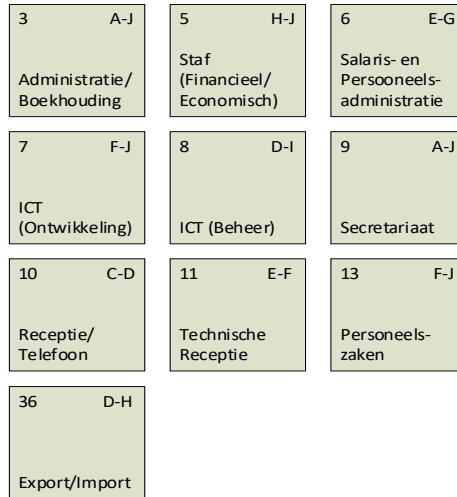 3 A-J
Administratie/
Boekhouding
5 H-J
Staf
(Financieel/
Economisch)
6 E-G
Salaris- en
Persooneels-
administratie
7 F-J
ICT
(Ontwikkeling)
8 D-I
ICT (Beheer)
9 A-J
Secretariaat
10 C-D
Receptie/
Telefoon
11 E-F
Technische
Receptie
13 F-J
Personeels-
zaken
36 D-H
Export/Import